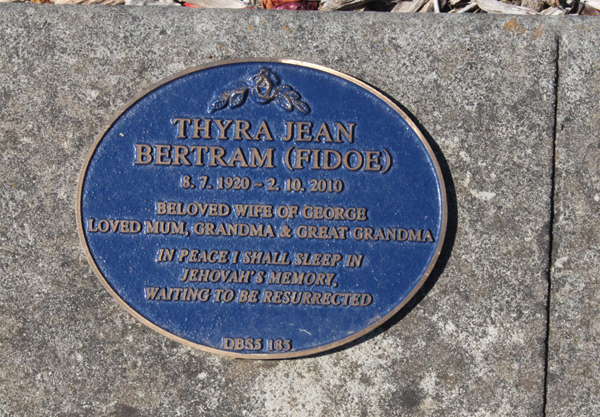 THYRA JEAN
BERTRAM (FIDOE)
8. 7. 1920 ~ 2. 10. 2010
BELOVED WIFE OF GEORGE
LOVED MUM, GRANDMA & GREAT GRANDMA
IN PEACE I SHALL SLEEP IN
JEHOVAH'S MEMORY,
WAITING TO BE RESURRECTED
DBS5 185